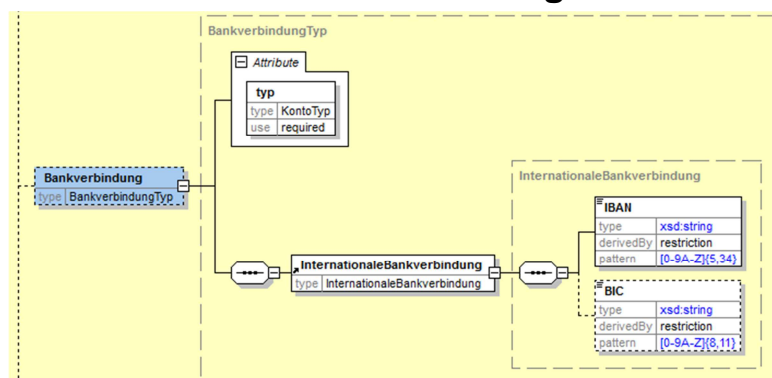 BankverbindungTyp
Attribute
typ
type KontoTyp
use required
Bankverbindung
type BankverbindungTyp
InternationaleBankverbindung
type InternationaleBankverbindung
InternationaleBankverbindung
IBAN
type xsd:string
derivedBy restriction
pattern [0-9A-Z]{5,34}
BIC
type xsd:string
derivedBy restriction
pattern [0-9A-Z]{8,11}